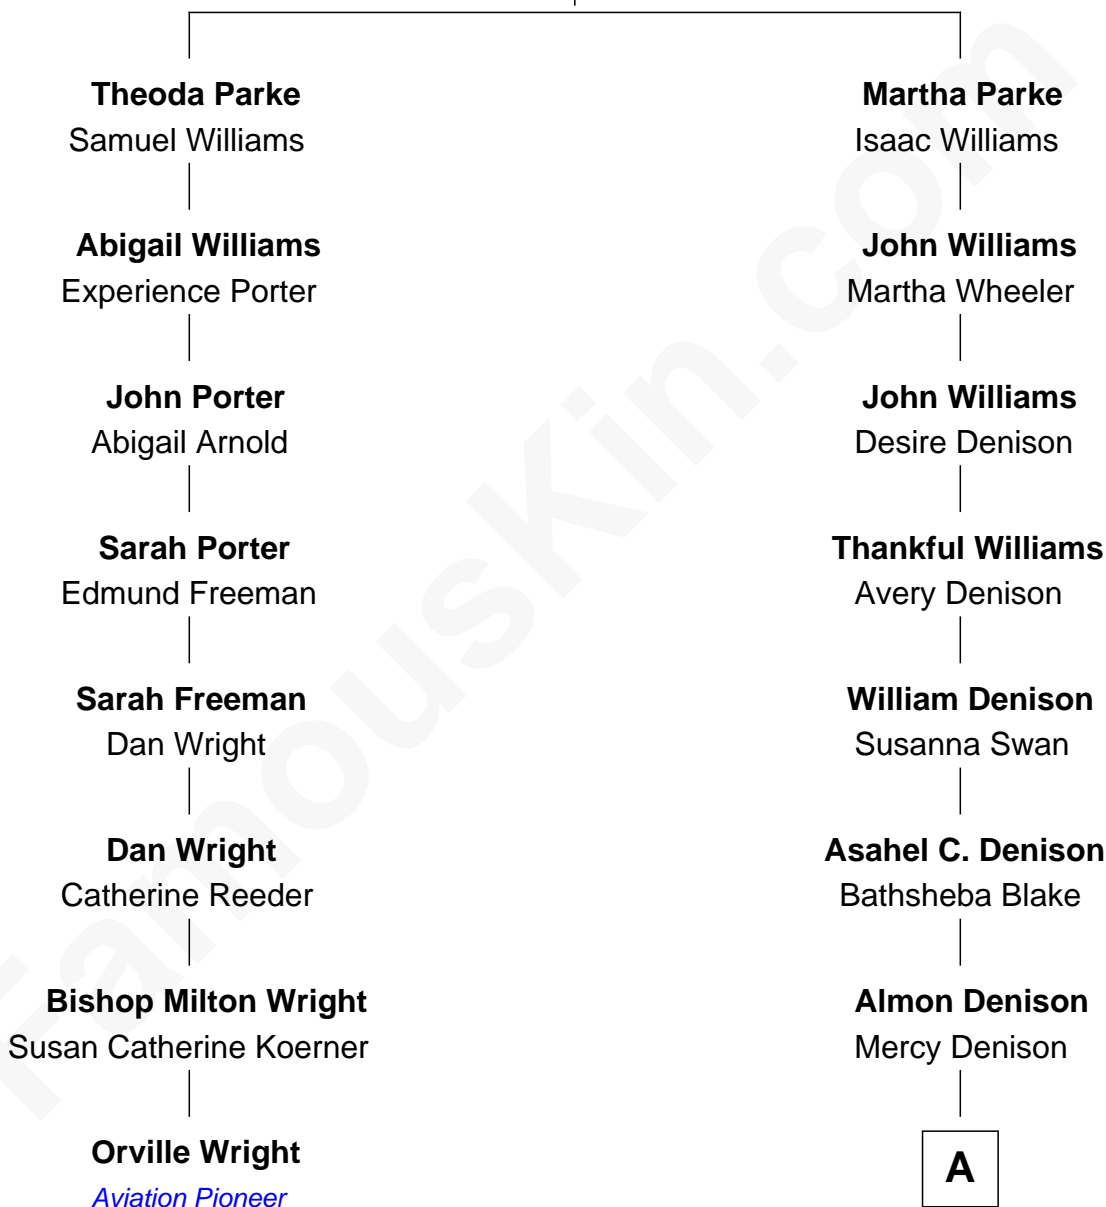 Theoda Parke
Samuel Williams
Abigail Williams
Experience Porter
John Porter
Abigail Arnold
Sarah Porter
Edmund Freeman
Sarah Freeman
Dan Wright
Dan Wright
Catherine Reeder
Bishop Milton Wright
Susan Catherine Koerner
Orville Wright
Aviation Pioneer
Martha Parke
Isaac Williams
John Williams
Martha Wheeler
John Williams
Desire Denison
Thankful Williams
Avery Denison
William Denison
Susanna Swan
Asahel C. Denison
Bathsheba Blake
Almon Denison
Mercy Denison
A
FamousKin.com